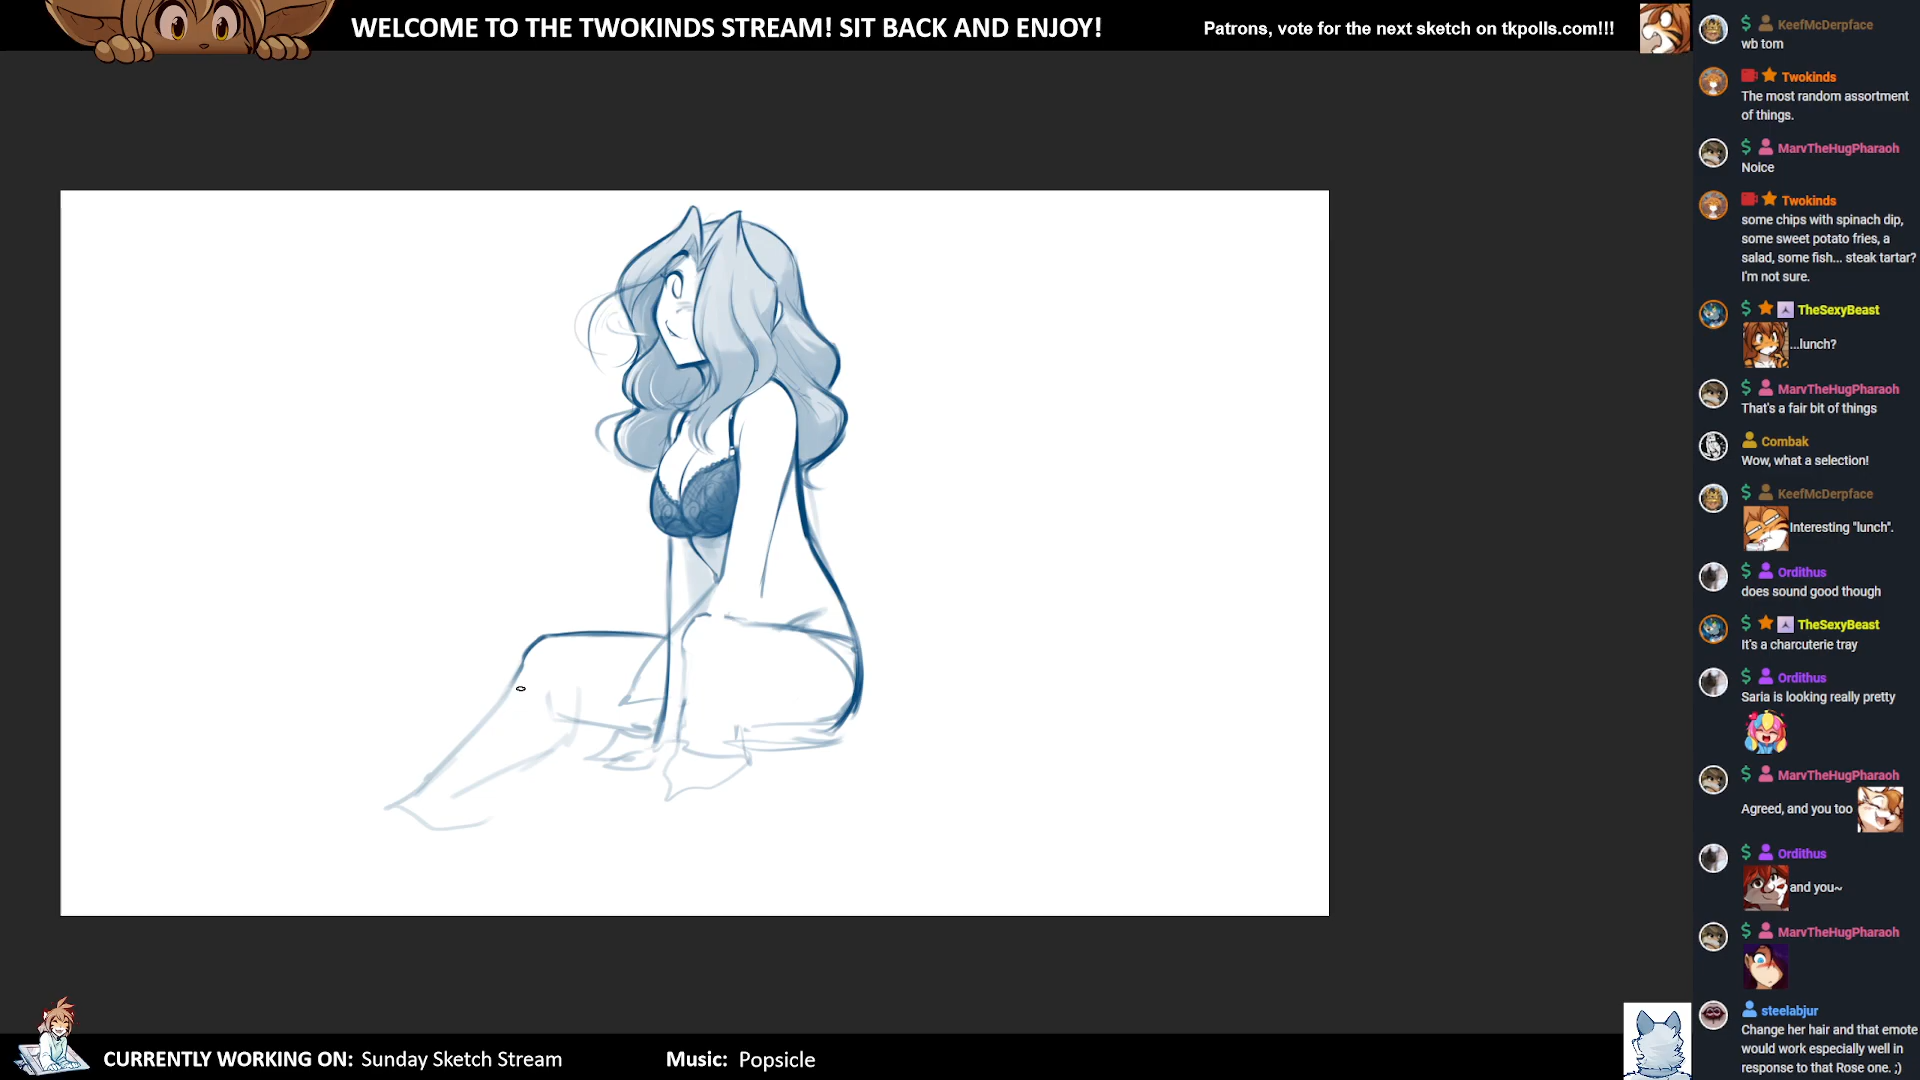 WELCOME TO THE TWOKINDS STREAM! SIT BACK AND ENJOY!
Patrons, vote for the next sketch on tkpolls.com!!!
KeefMcDerpface
wb tom
Twokinds
The most random assortment
of things.
MarvTheHugPharaoh
Noice
Twokinds
some chips with spinach dip,
some sweet potato fries, a
salad, some fish... steak tartar?
I'm not sure.
TheSexyBeast
...lunch?
MarvTheHugPharaoh
That's a fair bit of things
Combak
Wow, what a selection!
KeefMcDerpface
Interesting "lunch".
Ordithus
does sound good though
TheSexyBeast
It's a charcuterie tray
Ordithus
Saria is looking really pretty
MarvTheHugPharaoh
Agreed, and you too
Ordithus
and you~
MarvTheHugPharaoh
steelabjur
Change her hair and that emote
would work especially well in
response to that Rose one. ;)
CURRENTLY WORKING ON: Sunday Sketch Stream
Music: Popsicle